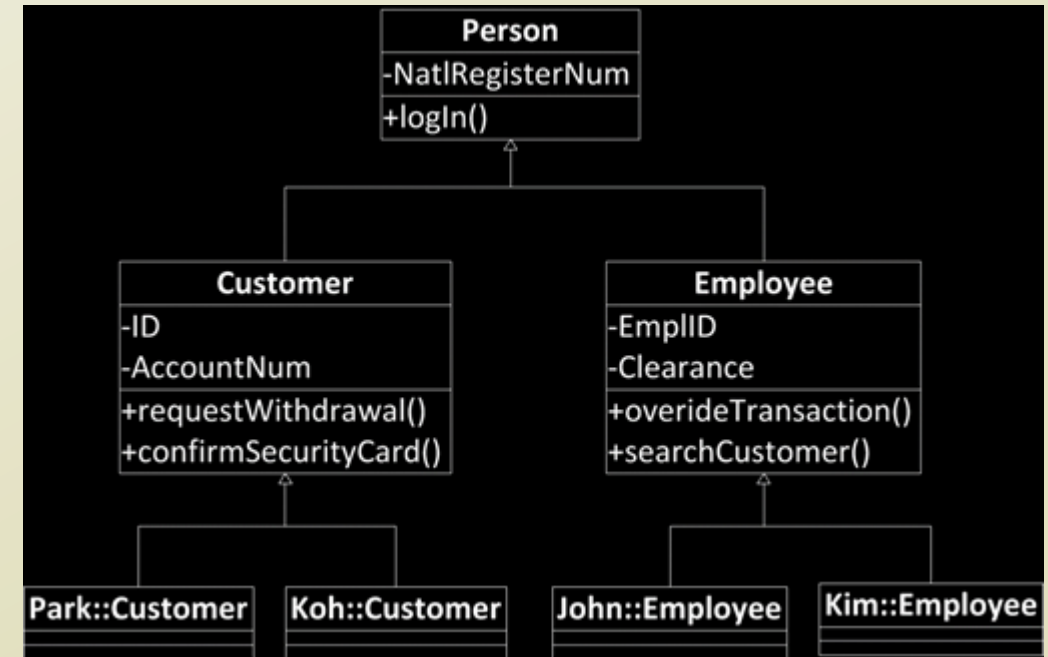 Person
-NatlRegisterNum
+logIn()
Customer
-ID
-AccountNum
+requestWithdrawal()
+confirmSecurityCard()
Employee
-EmplID
-Clearance
+overideTransaction()
+searchCustomer()
Park::Customer
Koh::Customer
John::Employee
Kim::Employee